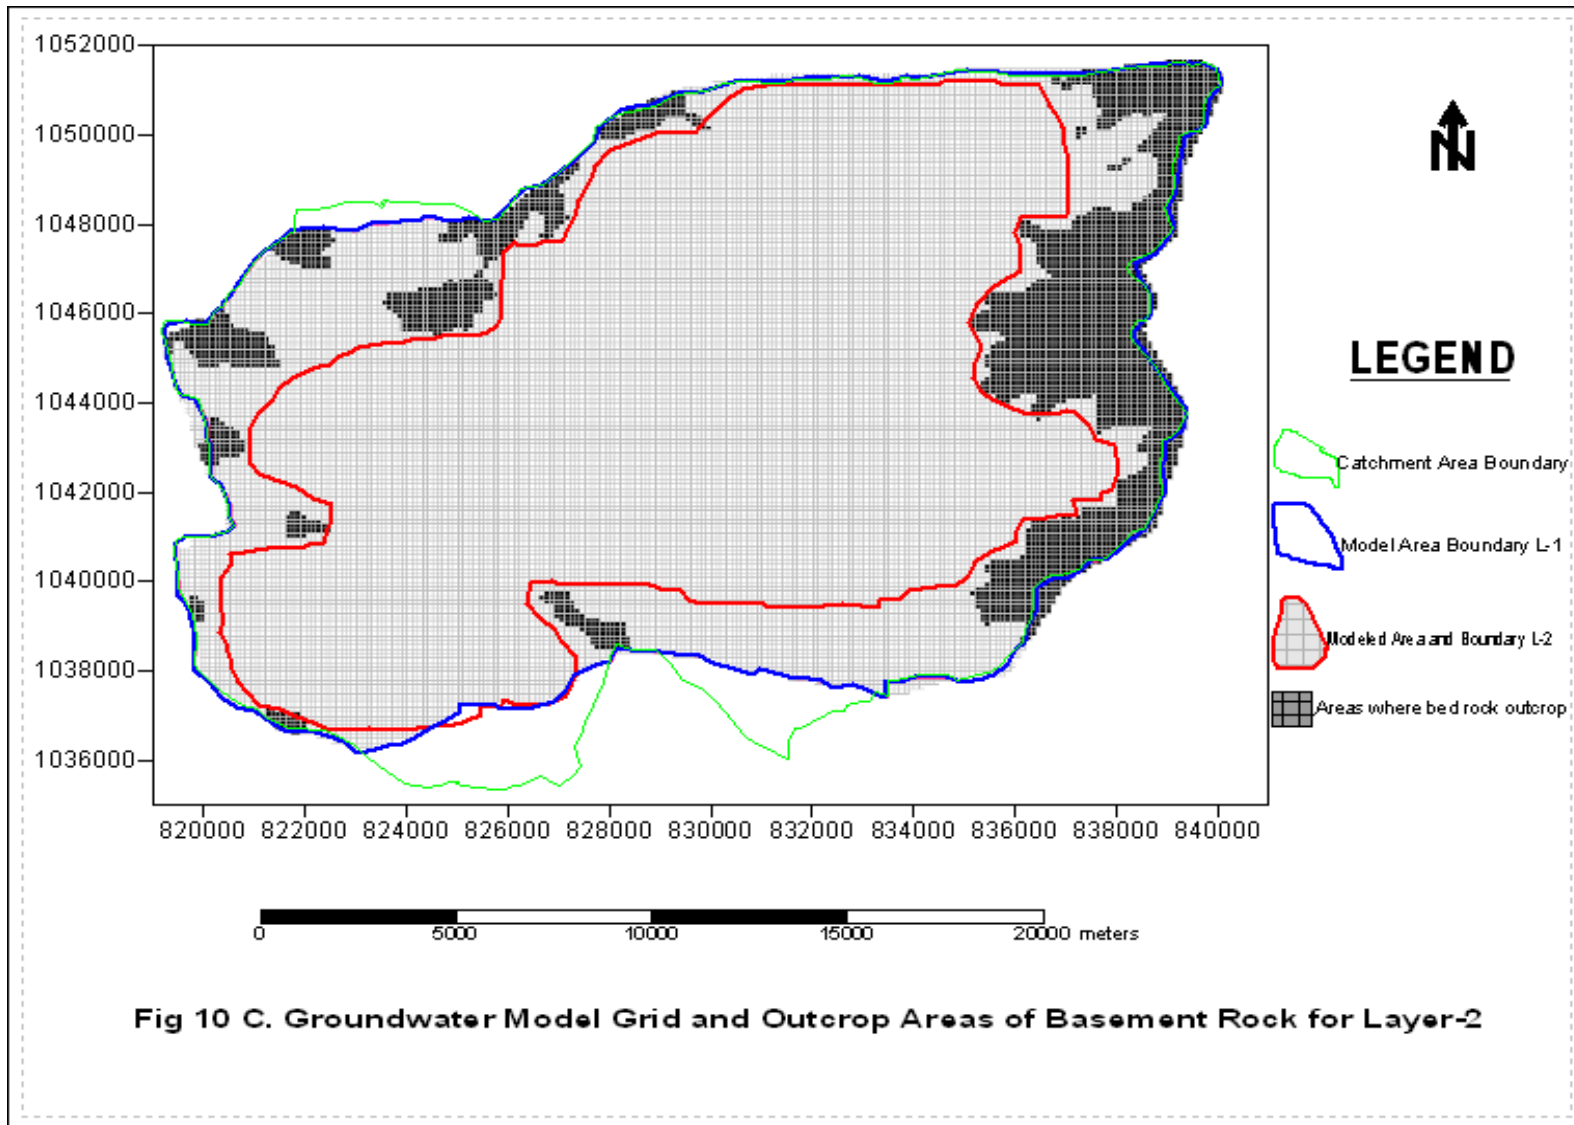 1052000
1050000
1048000
1046000
1044000
1042000
1040000
1038000
1036000
820000 822000 824000 826000 828000 830000 832000 834000 836000 838000 840000
N
LEGEND
Catchment Area Boundary
Model Area Boundary L-1
Modeled Area and Boundary L-2
Areas where bed rock outcrop
0 5000 10000 15000 20000 meters
Fig 10 C. Groundwater Model Grid and Outcrop Areas of Basement Rock for Layer-2